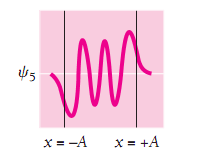 ψ5
x = –A x = +A